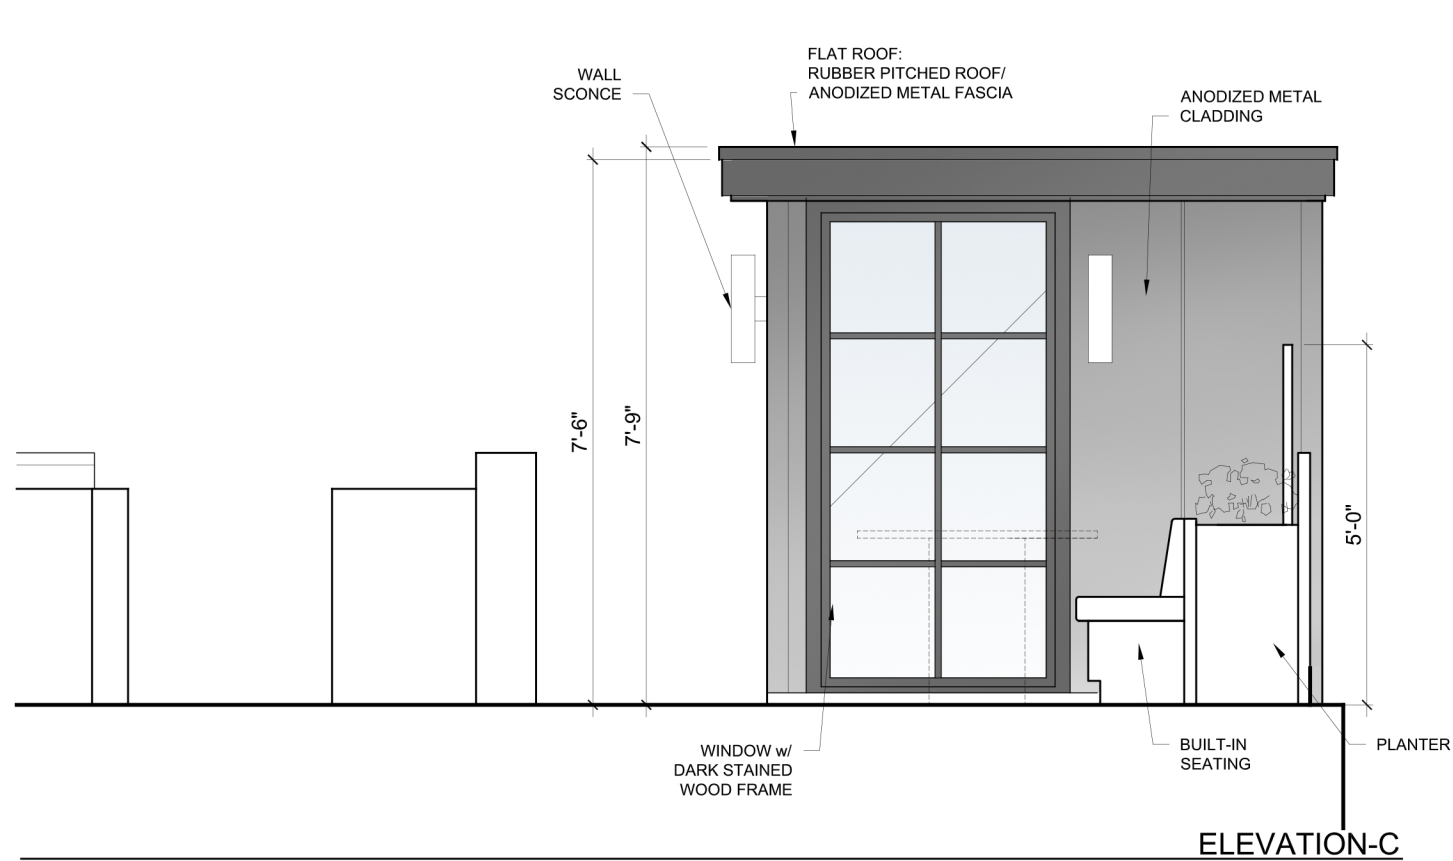 FLAT ROOF:
RUBBER PITCHED ROOF/
ANODIZED METAL FASCIA
WALL
SCONCE
ANODIZED METAL
CLADDING
7'-6"
7'-9"
5'-0"
WINDOW w/
DARK STAINED
WOOD FRAME
BUILT-IN
SEATING
PLANTER
ELEVATION-C